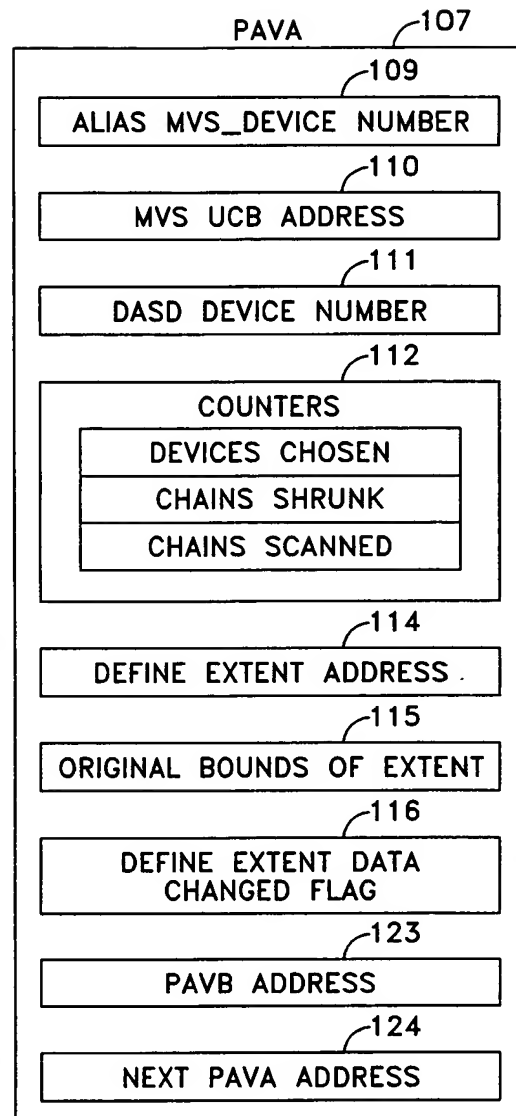 PAVA
107
109
ALIAS MVS_DEVICE NUMBER
110
MVS UCB ADDRESS
111
DASD DEVICE NUMBER
112
COUNTERS
DEVICES CHOSEN
CHAINS SHRUNK
CHAINS SCANNED
114
DEFINE EXTENT ADDRESS
115
ORIGINAL BOUNDS OF EXTENT
116
DEFINE EXTENT DATA
CHANGED FLAG
123
PAVB ADDRESS
124
NEXT PAVA ADDRESS